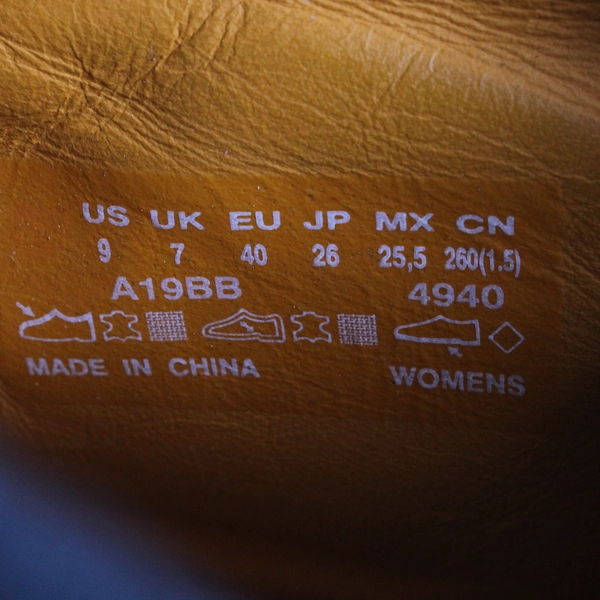 US UK EU JP MX CN
9 7 40 26 25,5 260(1.5)
A19BB 4940
MADE IN CHINA WOMENS